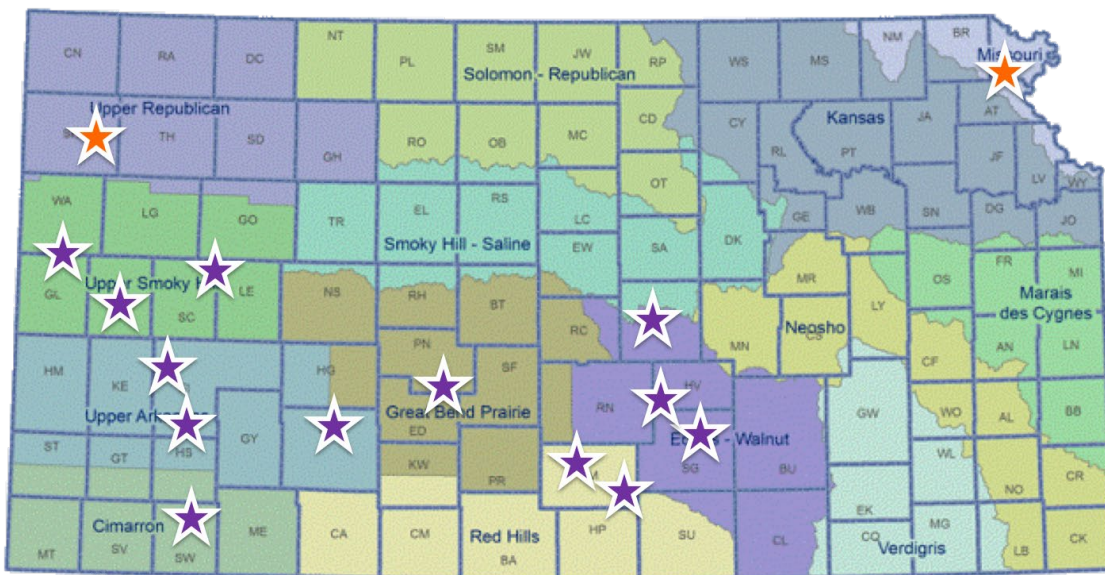 CN
RA
DC
NT
PL
SM
JW
RP
WS
MS
NM
BR
Missouri
Solomon - Republican
Upper Republican
TH
SD
GH
RO
OB
MC
CD
CY
RL
PT
Kansas
JA
AT
JF
LV
WY
WA
LG
GO
TR
EL
RS
LC
OT
GE
WB
SN
DG
JO
Smoky Hill - Saline
EW
SA
DK
MR
LY
OS
FR
MI
GL
Upper Smoky
SC
LE
NS
RH
BT
RC
MN
CS
Neosho
Marais
des Cygnes
AN
LN
HM
KE
HG
PN
SF
RN
HV
CF
GW
WO
AL
BB
Upper
GY
Great Bend Prairie
ED
- Walnut
ST
GT
HS
KW
PR
SG
BU
WL
CR
NO
EK
Cimarron
MT
SV
SW
ME
CA
CM
Red Hills
BA
HP
SU
CL
CQ
MG
Verdigris
LB
CK